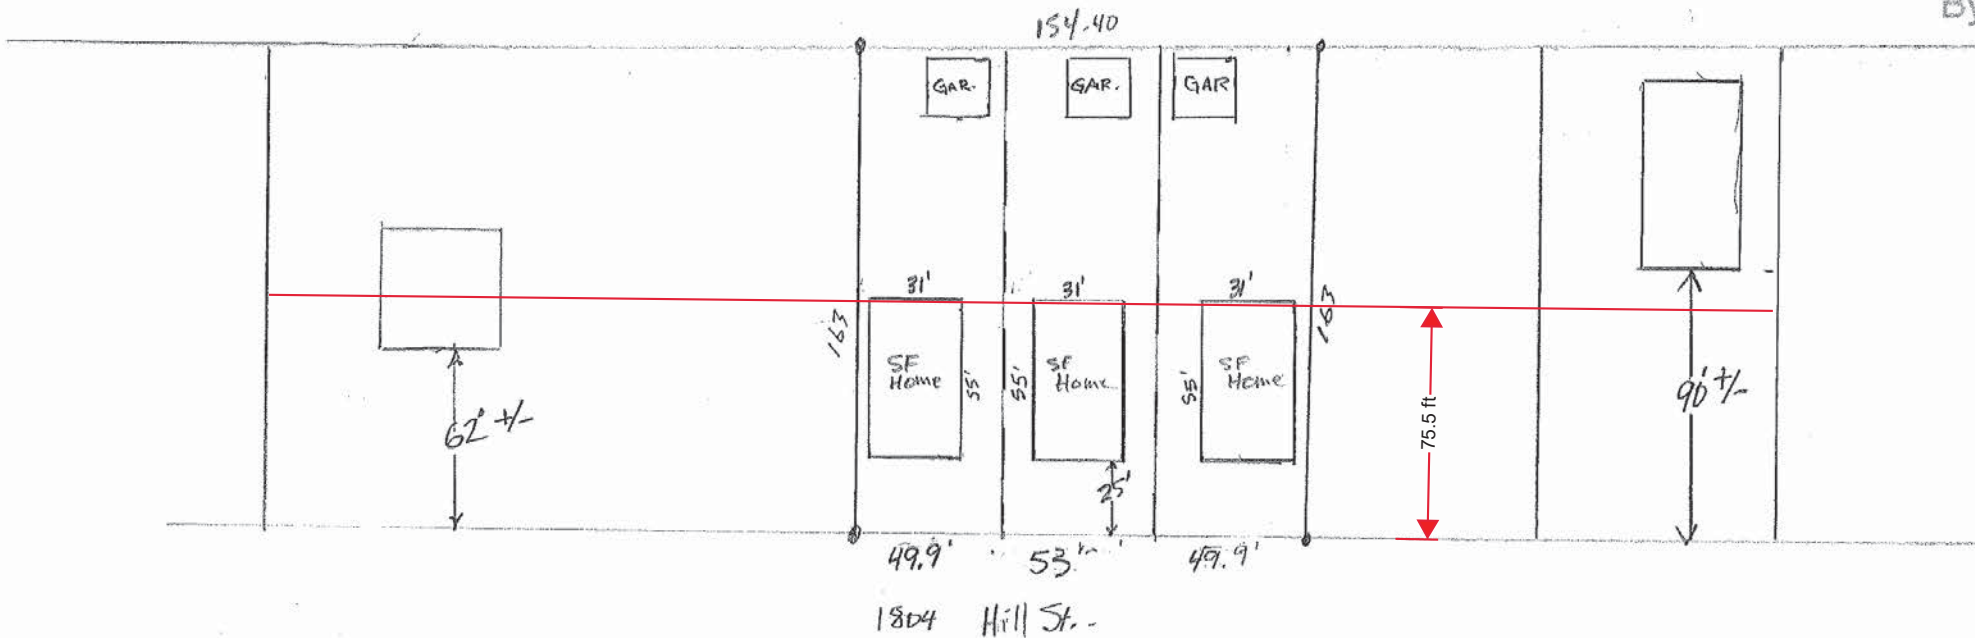 By
154.40
GAR.
GAR.
GAR
31'
31'
31'
163
163
SF
Home
55'
55'
SF
Home
55'
SF
Home
75.5 ft
62' +/-
90' +/-
25'
49.9'
53'
49.9'
1804 Hill St.